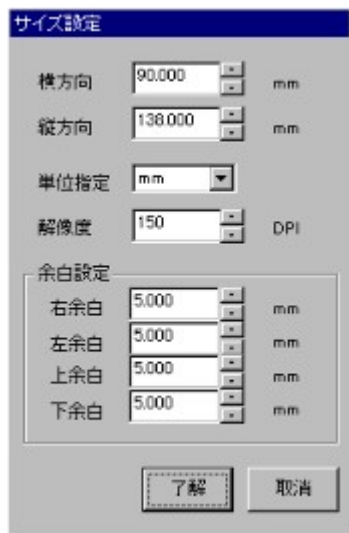 サイズ設定
横方向 90.000 mm
縦方向 138.000 mm
単位指定 mm
解像度 150 DPI
余白設定
右余白 5.000 mm
左余白 5.000 mm
上余白 5.000 mm
下余白 5.000 mm
了解 取消